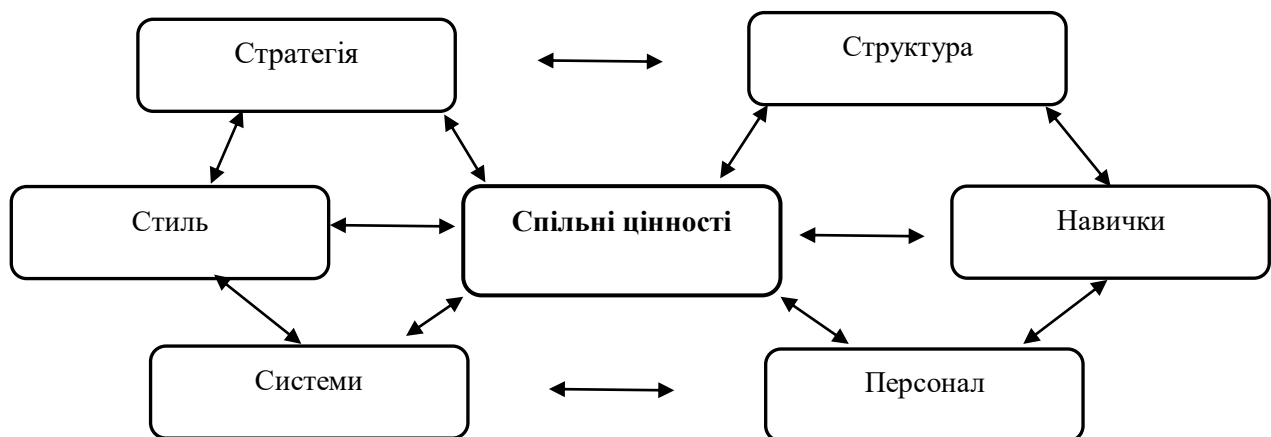 Стратегія
Структура
Стиль
Спільні цінності
Навички
Системи
Персонал